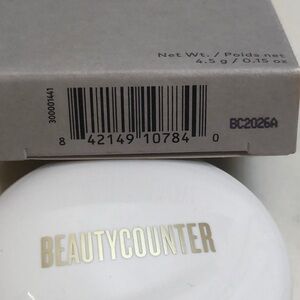 Net Wt. / Poids net
4.5 g / 0.15 oz
300001441
BC2026A
8 42149 10784 0
BEAUTYCOUNTER